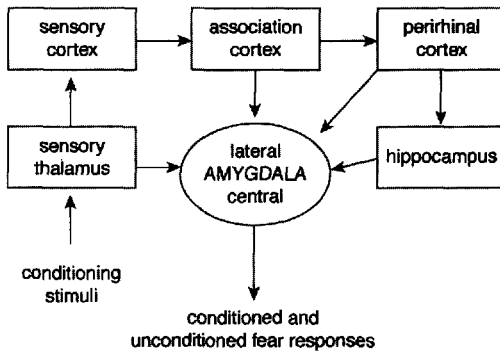 sensory
cortex
association
cortex
perirhinal
cortex
sensory
thalamus
lateral
AMYGDALA
central
hippocampus
conditioning
stimuli
conditioned and
unconditioned fear responses